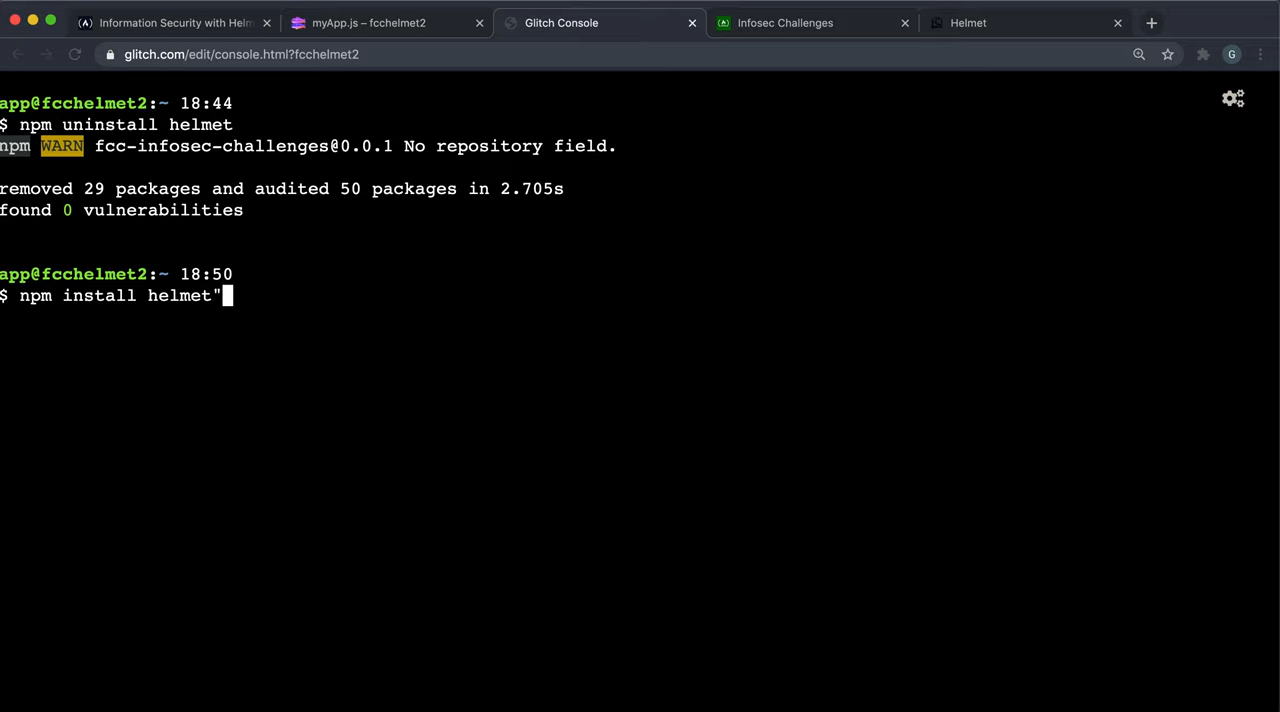 Information Security with Helm
myApp.js – fcchelmet2
Glitch Console
Infosec Challenges
Helmet
glitch.com/edit/console.html?fcchelmet2
G
app@fcchelmet2:~ 18:44
$ npm uninstall helmet
npm WARN fcc-infosec-challenges@0.0.1 No repository field.
removed 29 packages and audited 50 packages in 2.705s
found 0 vulnerabilities
app@fcchelmet2:~ 18:50
$ npm install helmet"